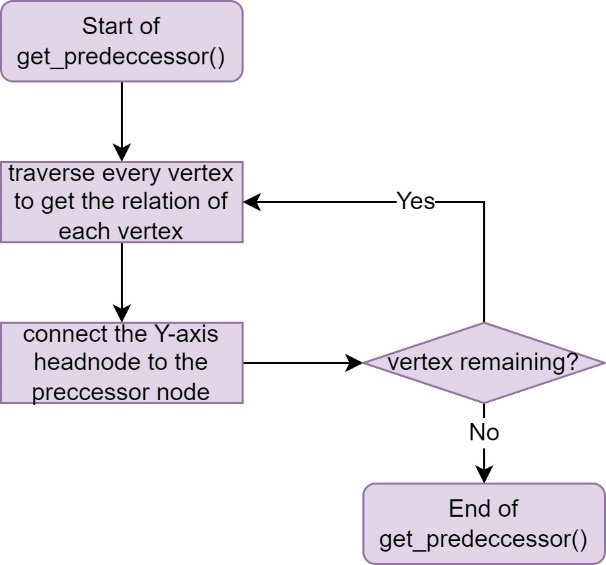 Start of
get_predeccessor()
traverse every vertex
to get the relation of
each vertex
Yes
connect the Y-axis
headnode to the
preccessor node
vertex remaining?
No
End of
get_predeccessor()